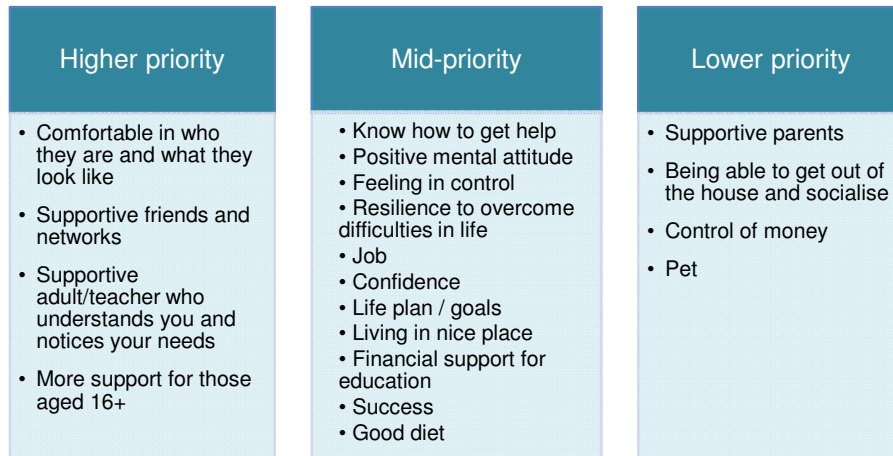 Higher priority
• Comfortable in who
they are and what they
look like
• Supportive friends and
networks
• Supportive
adult/teacher who
understands you and
notices your needs
• More support for those
aged 16+
Mid-priority
• Know how to get help
• Positive mental attitude
• Feeling in control
• Resilience to overcome
difficulties in life
• Job
• Confidence
• Life plan / goals
• Living in nice place
• Financial support for
education
• Success
• Good diet
Lower priority
• Supportive parents
• Being able to get out of
the house and socialise
• Control of money
• Pet